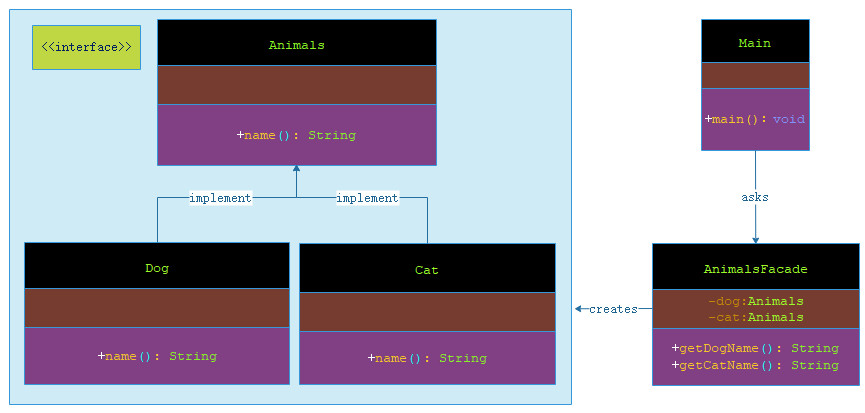 <<interface>>
Animals
+name(): String
implement
implement
Dog
+name(): String
Cat
+name(): String
Main
+main(): void
asks
AnimalsFacade
-dog:Animals
-cat:Animals
+getDogName(): String
+getCatName(): String
creates